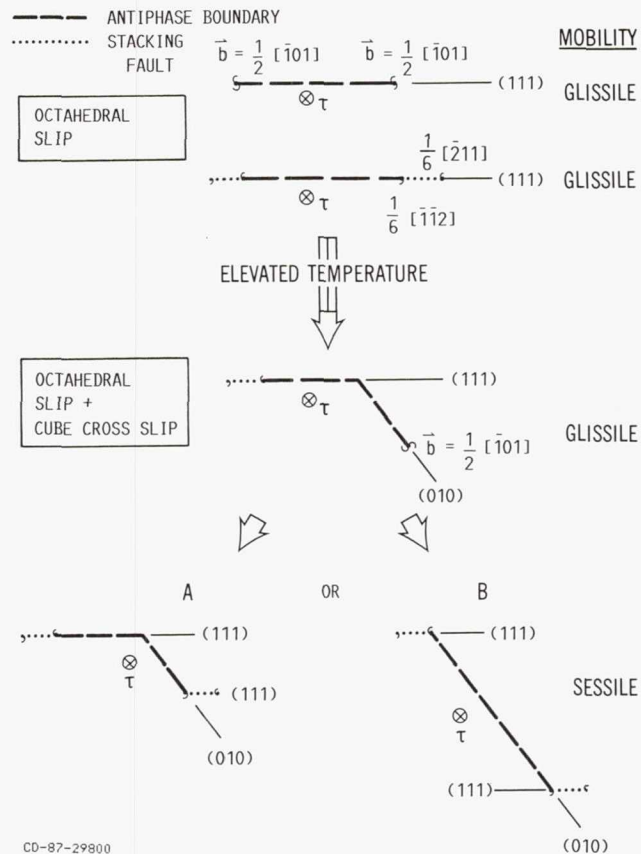 ANTIPHASE BOUNDARY
STACKING
FAULT
MOBILITY
b⃗ = 1/2 [1̄01]
b⃗ = 1/2 [1̄01]
(111)
GLISSILE
⊗ τ
OCTAHEDRAL
SLIP
1/6 [2̄11]
(111)
GLISSILE
⊗ τ
1/6 [1̄1̄2]
ELEVATED TEMPERATURE
OCTAHEDRAL
SLIP +
CUBE CROSS SLIP
(111)
⊗ τ
b⃗ = 1/2 [1̄01]
GLISSILE
(010)
A OR B
(111)
(111)
⊗
τ
(111)
SESSILE
(010)
⊗
τ
(111)
(010)
CD-87-29800